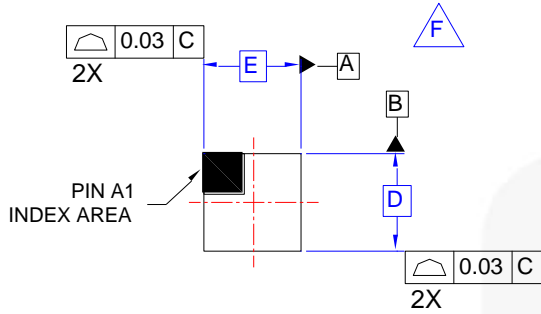 0.03 C
2X
E
A
F
B
PIN A1
INDEX AREA
D
0.03 C
2X